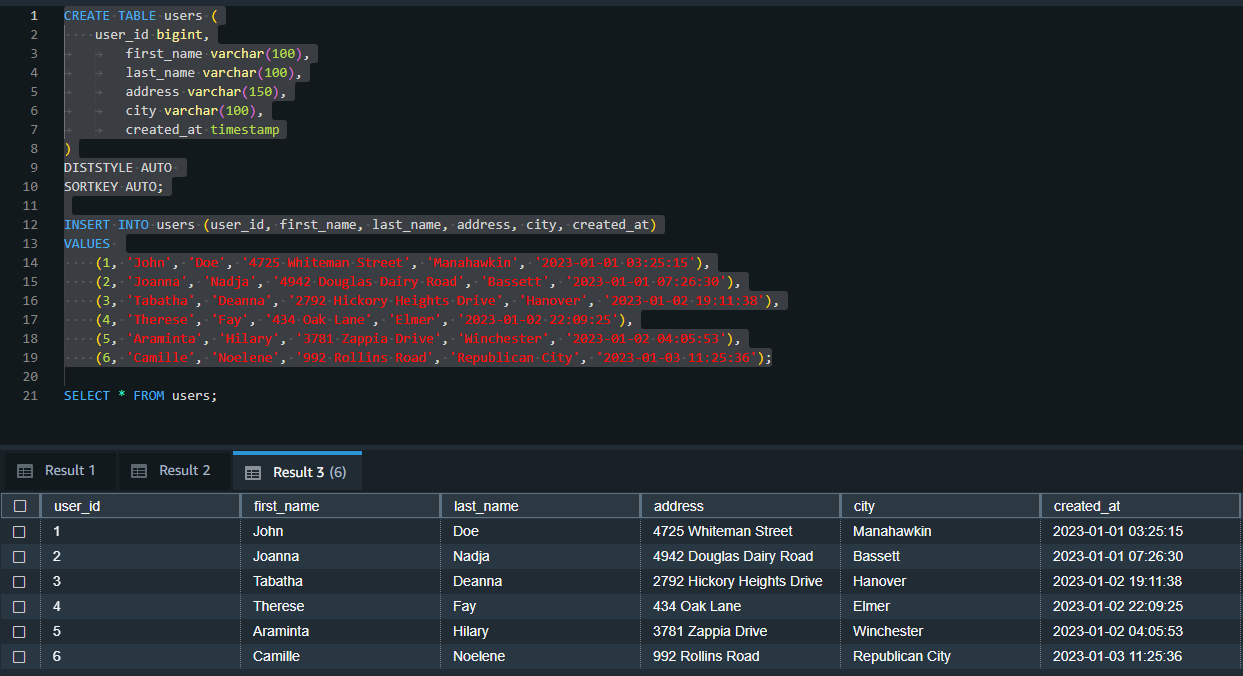 1 CREATE TABLE users (
2 user_id bigint,
3 first_name varchar(100),
4 last_name varchar(100),
5 address varchar(150),
6 city varchar(100),
7 created_at timestamp
8 )
9 DISTSTYLE AUTO
10 SORTKEY AUTO;
11
12 INSERT INTO users (user_id, first_name, last_name, address, city, created_at)
13 VALUES
14 (1, 'John', 'Doe', '4725 Whiteman Street', 'Manahawkin', '2023-01-01 03:25:15'),
15 (2, 'Joanna', 'Nadja', '4942 Douglas Dairy Road', 'Bassett', '2023-01-01 07:26:30'),
16 (3, 'Tabatha', 'Deanna', '2792 Hickory Heights Drive', 'Hanover', '2023-01-02 19:11:38'),
17 (4, 'Therese', 'Fay', '434 Oak Lane', 'Elmer', '2023-01-02 22:09:25'),
18 (5, 'Araminta', 'Hilary', '3781 Zappia Drive', 'Winchester', '2023-01-02 04:05:53'),
19 (6, 'Camille', 'Noelene', '992 Rollins Road', 'Republican City', '2023-01-03 11:25:36');
20
21 SELECT * FROM users;
Result 1 Result 2 Result 3 (6)
user_id first_name last_name address city created_at
1 John Doe 4725 Whiteman Street Manahawkin 2023-01-01 03:25:15
2 Joanna Nadja 4942 Douglas Dairy Road Bassett 2023-01-01 07:26:30
3 Tabatha Deanna 2792 Hickory Heights Drive Hanover 2023-01-02 19:11:38
4 Therese Fay 434 Oak Lane Elmer 2023-01-02 22:09:25
5 Araminta Hilary 3781 Zappia Drive Winchester 2023-01-02 04:05:53
6 Camille Noelene 992 Rollins Road Republican City 2023-01-03 11:25:36